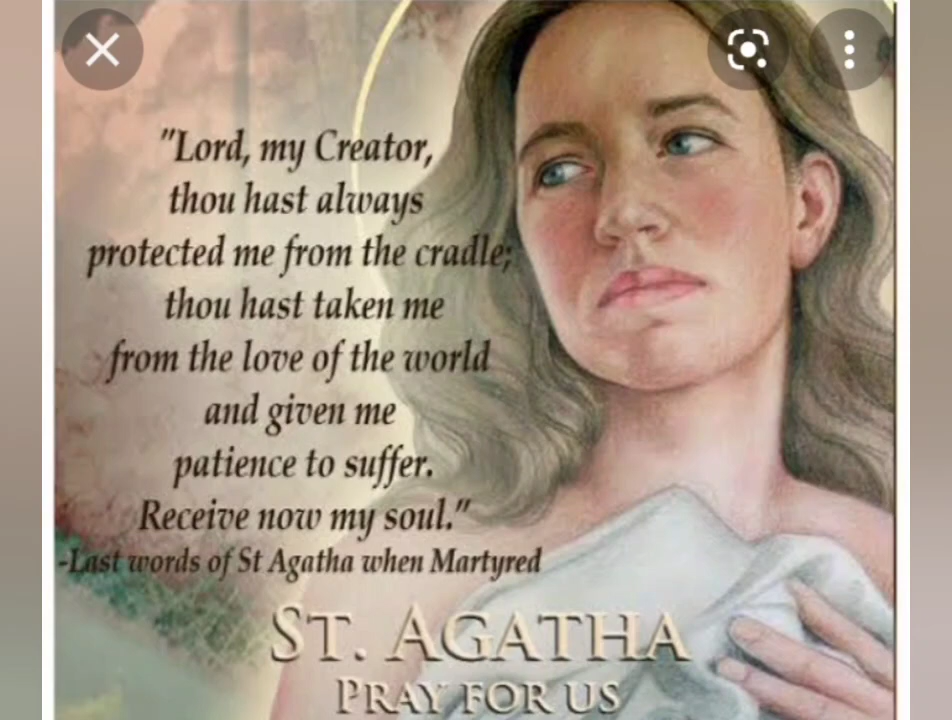 "Lord, my Creator,
thou hast always
protected me from the cradle;
thou hast taken me
from the love of the world
and given me
patience to suffer.
Receive now my soul."
-Last words of St Agatha when Martyred
ST. AGATHA
PRAY FOR US